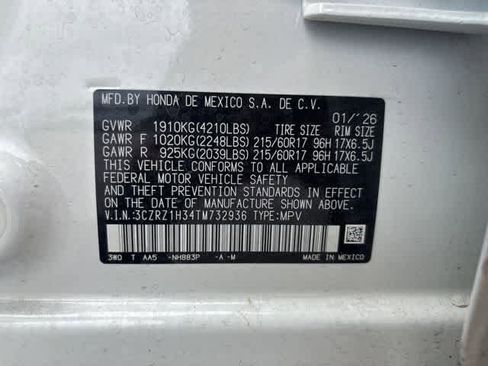 MFD. BY HONDA DE MEXICO S.A. DE C.V.
01/'26
GVWR 1910KG(4210LBS) TIRE SIZE RIM SIZE
GAWR F 1020KG(2248LBS) 215/60R17 96H 17X6.5J
GAWR R 925KG(2039LBS) 215/60R17 96H 17X6.5J
THIS VEHICLE CONFORMS TO ALL APPLICABLE
FEDERAL MOTOR VEHICLE SAFETY
AND THEFT PREVENTION STANDARDS IN EFFECT
ON THE DATE OF MANUFACTURE SHOWN ABOVE.
V.I.N.:3CZRZ1H34TM732936 TYPE:MPV
3W0 T AA5 -NH883P -A-M MADE IN MEXICO